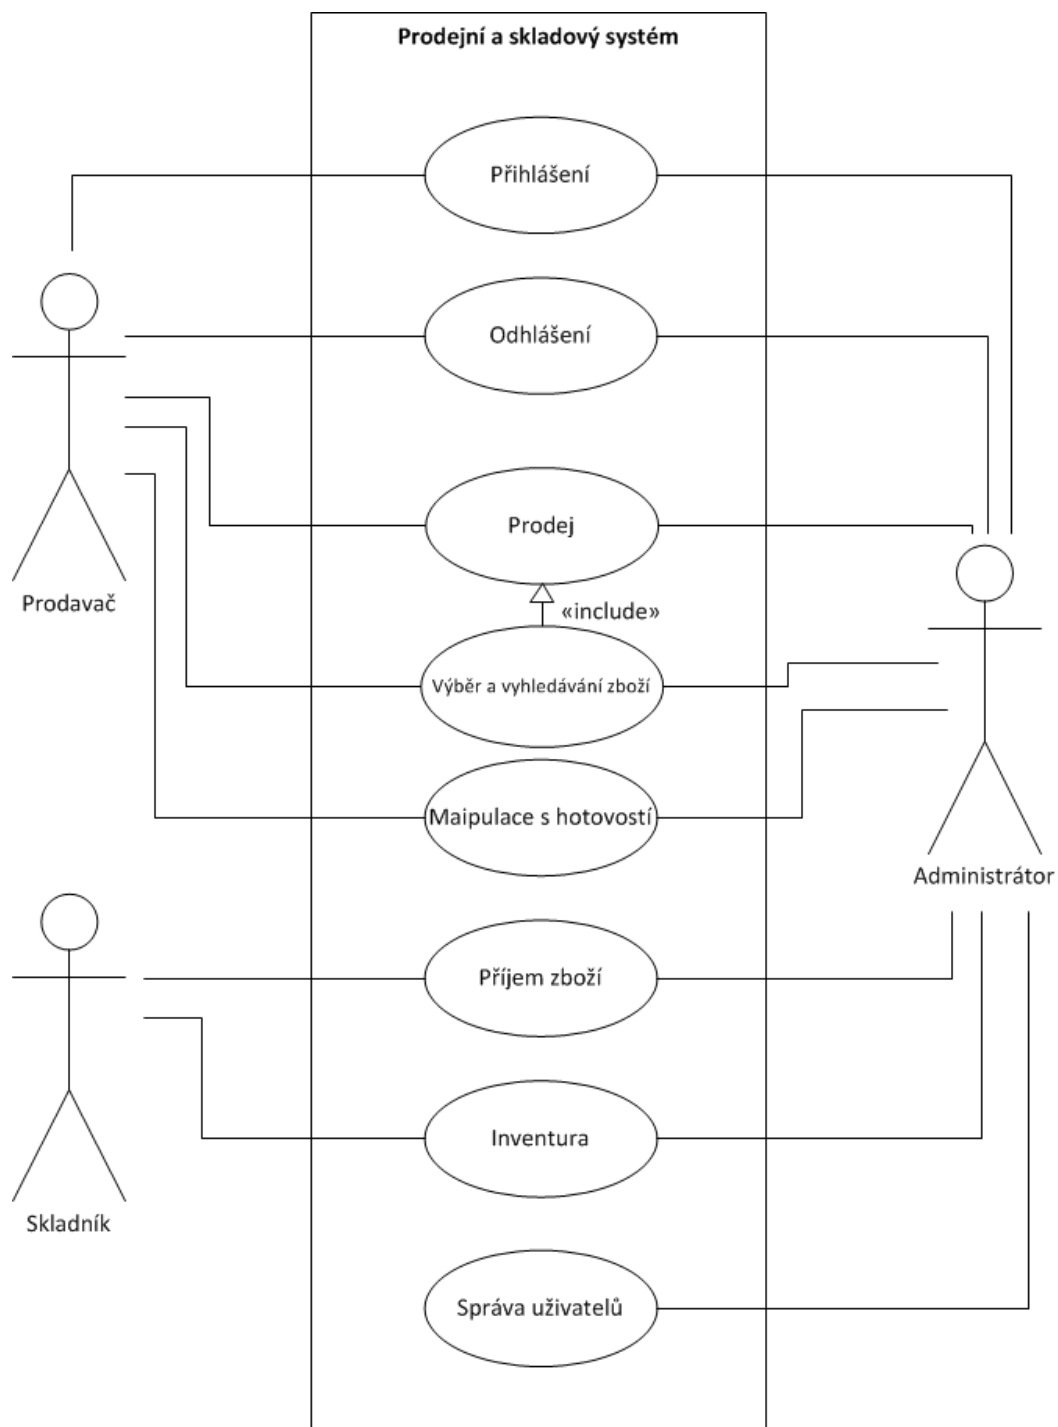 Prodejní a skladový systém
Přihlášení
Odhlášení
Prodej
Prodavač
«include»
Výběr a vyhledávání zboží
Maipulace s hotovostí
Administrátor
Příjem zboží
Inventura
Skladník
Správa uživatelů